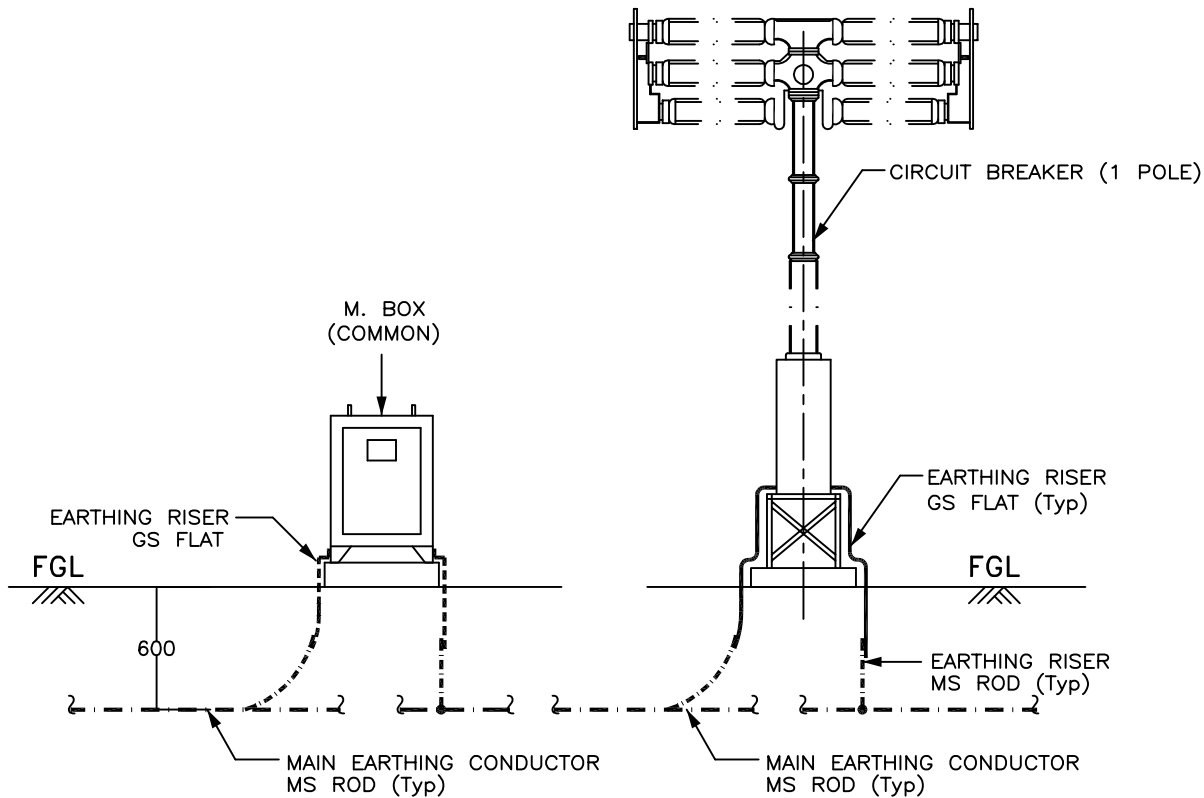 CIRCUIT BREAKER (1 POLE)
M. BOX
(COMMON)
EARTHING RISER
GS FLAT (Typ)
EARTHING RISER
GS FLAT
FGL
FGL
600
EARTHING RISER
MS ROD (Typ)
MAIN EARTHING CONDUCTOR
MS ROD (Typ)
MAIN EARTHING CONDUCTOR
MS ROD (Typ)